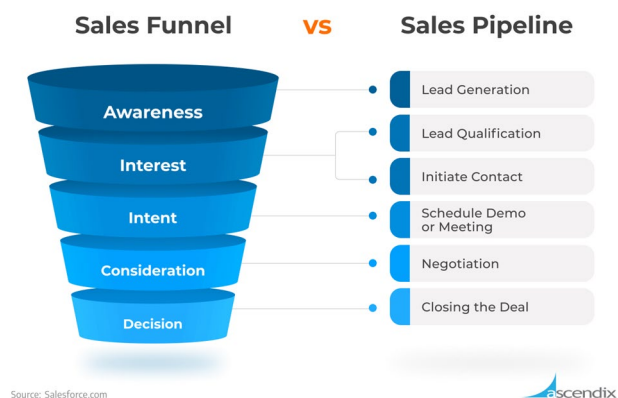 Sales Funnel vs Sales Pipeline
Awareness
Interest
Intent
Consideration
Decision
Lead Generation
Lead Qualification
Initiate Contact
Schedule Demo
or Meeting
Negotiation
Closing the Deal
Source: Salesforce.com
ascendix